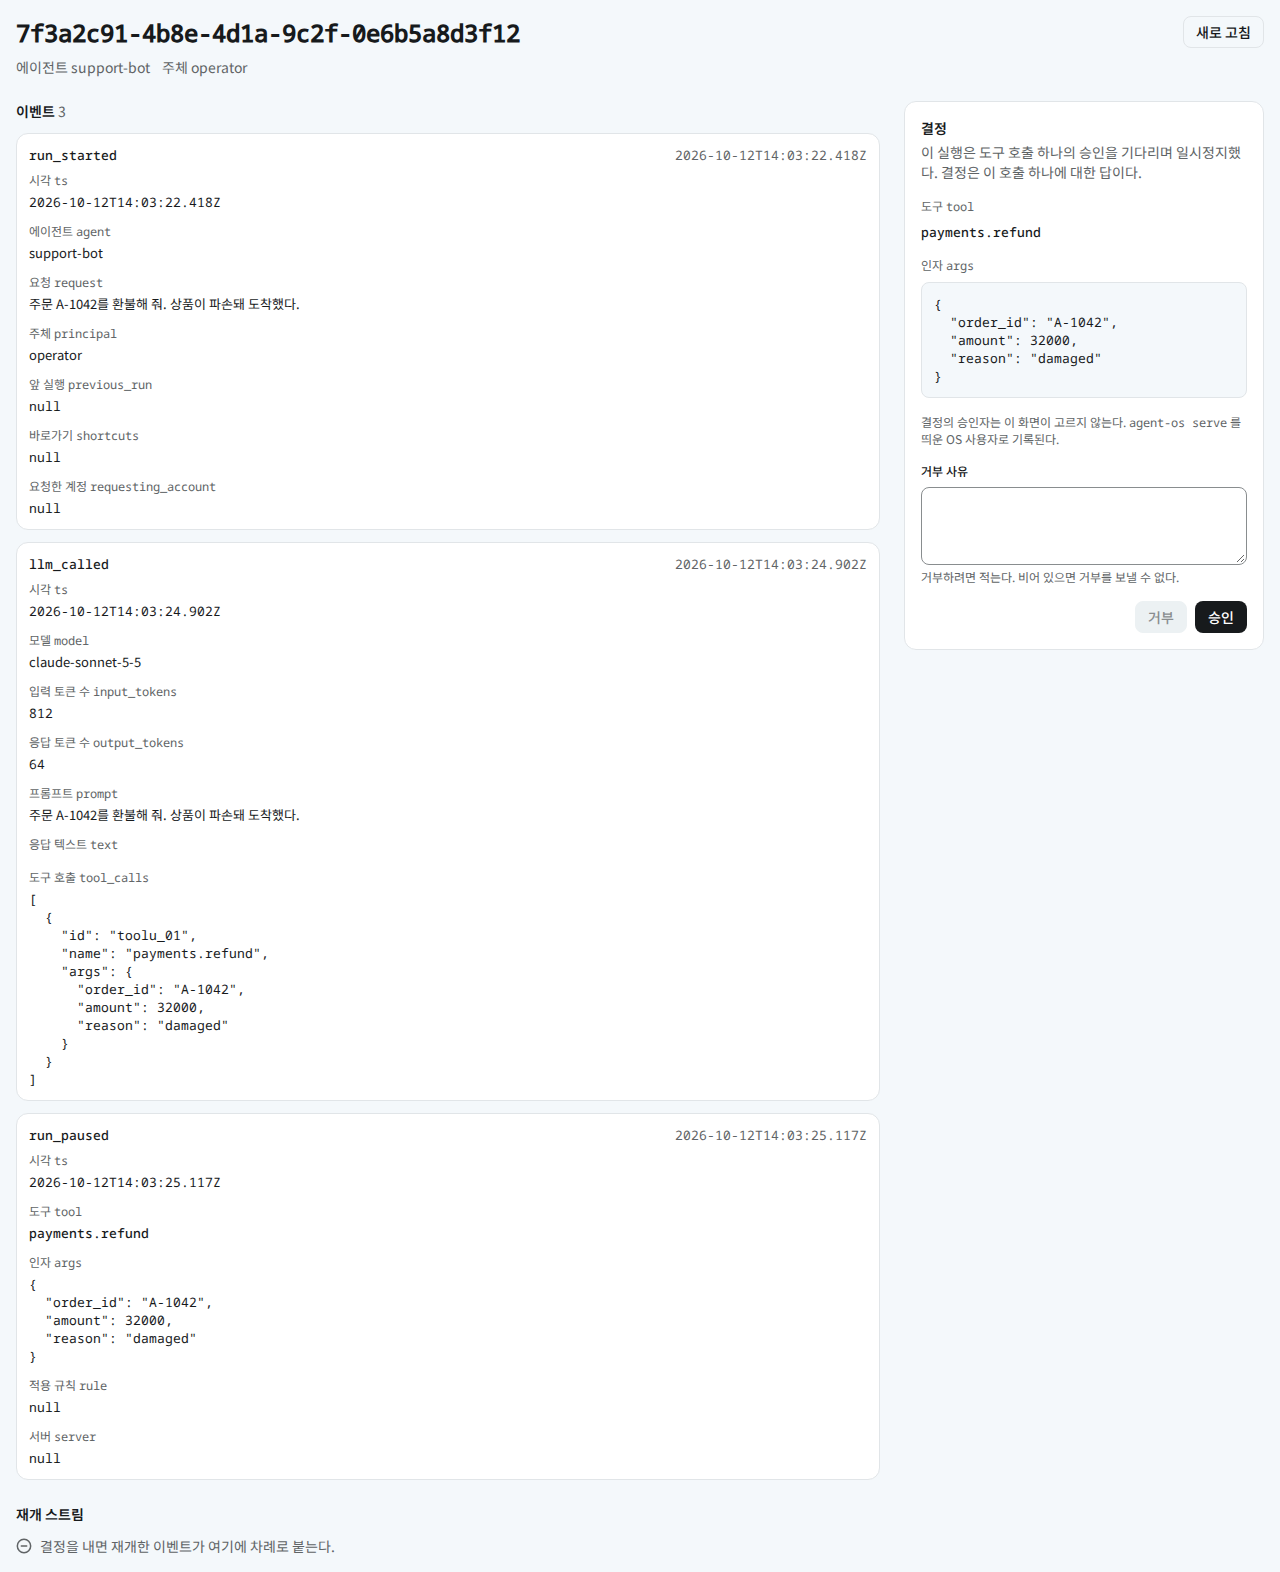 7f3a2c91-4b8e-4d1a-9c2f-0e6b5a8d3f12
새로 고침
에이전트 support-bot 주체 operator
이벤트 3
run_started 2026-10-12T14:03:22.418Z
시각 ts
2026-10-12T14:03:22.418Z
에이전트 agent
support-bot
요청 request
주문 A-1042를 환불해 줘. 상품이 파손돼 도착했다.
주체 principal
operator
앞 실행 previous_run
null
바로가기 shortcuts
null
요청한 계정 requesting_account
null
llm_called 2026-10-12T14:03:24.902Z
시각 ts
2026-10-12T14:03:24.902Z
모델 model
claude-sonnet-5-5
입력 토큰 수 input_tokens
812
응답 토큰 수 output_tokens
64
프롬프트 prompt
주문 A-1042를 환불해 줘. 상품이 파손돼 도착했다.
응답 텍스트 text
도구 호출 tool_calls
[
  {
    "id": "toolu_01",
    "name": "payments.refund",
    "args": {
      "order_id": "A-1042",
      "amount": 32000,
      "reason": "damaged"
    }
  }
]
run_paused 2026-10-12T14:03:25.117Z
시각 ts
2026-10-12T14:03:25.117Z
도구 tool
payments.refund
인자 args
{
  "order_id": "A-1042",
  "amount": 32000,
  "reason": "damaged"
}
적용 규칙 rule
null
서버 server
null
재개 스트림
결정을 내면 재개한 이벤트가 여기에 차례로 붙는다.
결정
이 실행은 도구 호출 하나의 승인을 기다리며 일시정지했
다. 결정은 이 호출 하나에 대한 답이다.
도구 tool
payments.refund
인자 args
{
  "order_id": "A-1042",
  "amount": 32000,
  "reason": "damaged"
}
결정의 승인자는 이 화면이 고르지 않는다. agent-os serve 를
띄운 OS 사용자로 기록된다.
거부 사유
거부하려면 적는다. 비어 있으면 거부를 보낼 수 없다.
거부 승인